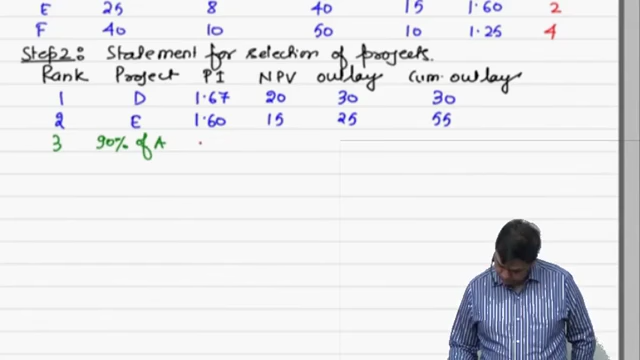 E 25 8 40 15 1.60 2
F 40 10 50 10 1.25 4
Step2: Statement for selection of projects.
Rank Project PI NPV outlay Cum. outlay
1 D 1.67 20 30 30
2 E 1.60 15 25 55
3 90% of A